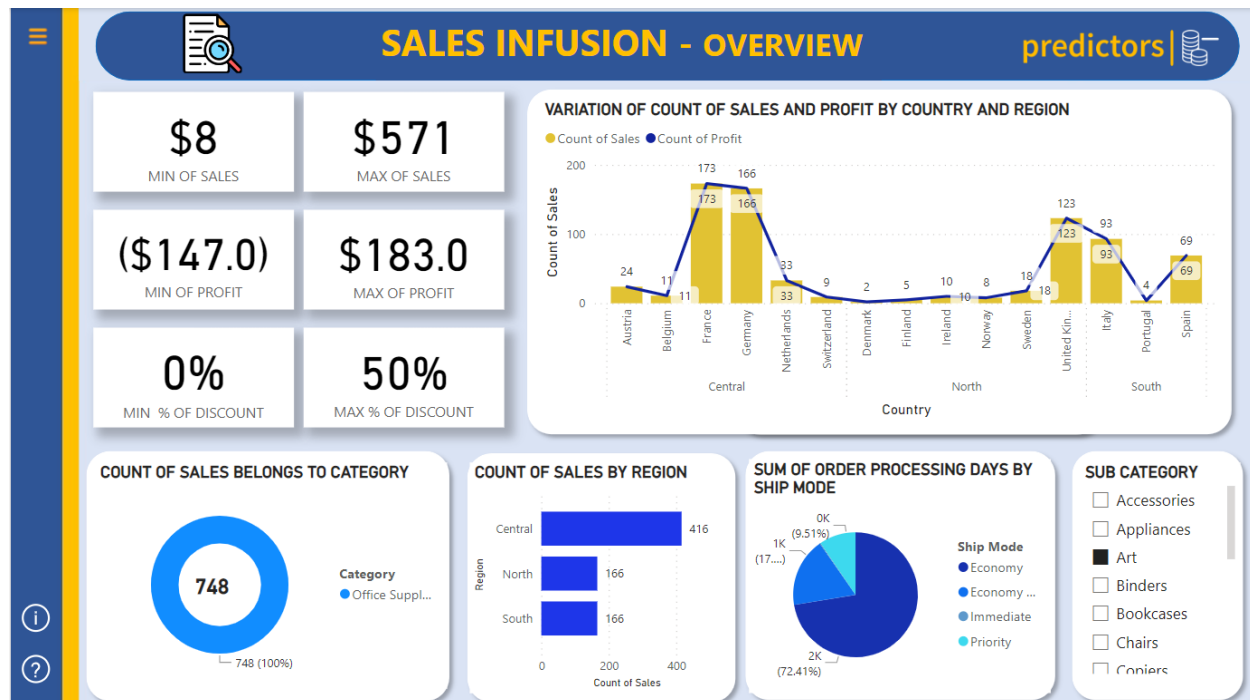 SALES INFUSION - OVERVIEW
predictors
$8
MIN OF SALES
$571
MAX OF SALES
($147.0)
MIN OF PROFIT
$183.0
MAX OF PROFIT
0%
MIN % OF DISCOUNT
50%
MAX % OF DISCOUNT
VARIATION OF COUNT OF SALES AND PROFIT BY COUNTRY AND REGION
Count of Sales Count of Profit
Count of Sales
200
100
0
24
11
11
173
173
166
166
33
33
9
2
5
10
10
8
18
18
123
123
93
93
4
69
69
Austria
Belgium
France
Germany
Netherlands
Switzerland
Denmark
Finland
Ireland
Norway
Sweden
United Kin...
Italy
Portugal
Spain
Central
North
South
Country
COUNT OF SALES BELONGS TO CATEGORY
748
748 (100%)
Category
Office Suppl...
COUNT OF SALES BY REGION
Region
Central 416
North 166
South 166
0 200 400
Count of Sales
SUM OF ORDER PROCESSING DAYS BY
SHIP MODE
0K
(9.51%)
1K
(17....)
2K
(72.41%)
Ship Mode
Economy
Economy ...
Immediate
Priority
SUB CATEGORY
Accessories
Appliances
Art
Binders
Bookcases
Chairs
Copiers
i
?